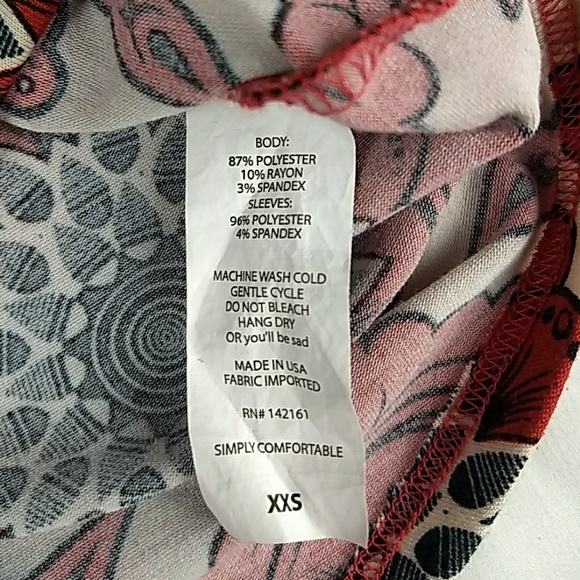 BODY:
87% POLYESTER
10% RAYON
3% SPANDEX
SLEEVES:
96% POLYESTER
4% SPANDEX
MACHINE WASH COLD
GENTLE CYCLE
DO NOT BLEACH
HANG DRY
OR you'll be sad
MADE IN USA
FABRIC IMPORTED
RN# 142161
SIMPLY COMFORTABLE
XXS